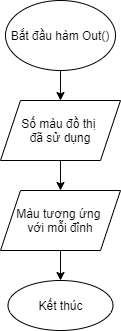 Bắt đầu hàm Out()
Số màu đồ thị
đã sử dụng
Màu tương ứng
với mỗi đỉnh
Kết thúc